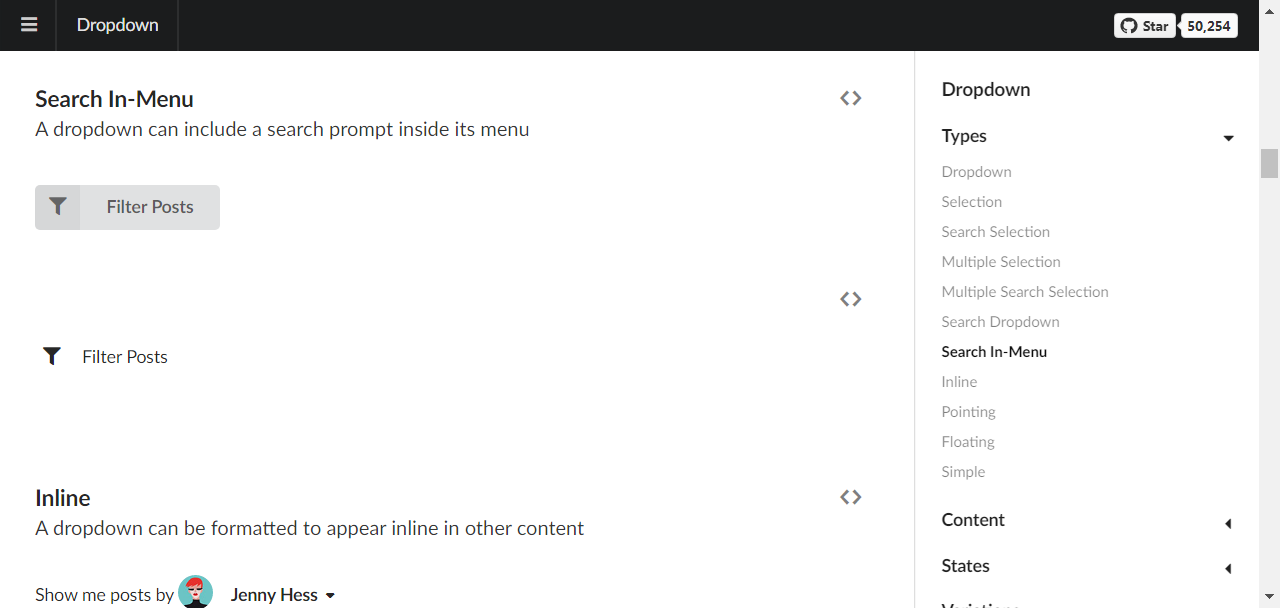 Dropdown
Star
50,254
Search In-Menu
A dropdown can include a search prompt inside its menu
Filter Posts
Filter Posts
Inline
A dropdown can be formatted to appear inline in other content
Show me posts by Jenny Hess
Dropdown
Types
Dropdown
Selection
Search Selection
Multiple Selection
Multiple Search Selection
Search Dropdown
Search In-Menu
Inline
Pointing
Floating
Simple
Content
States
Variations